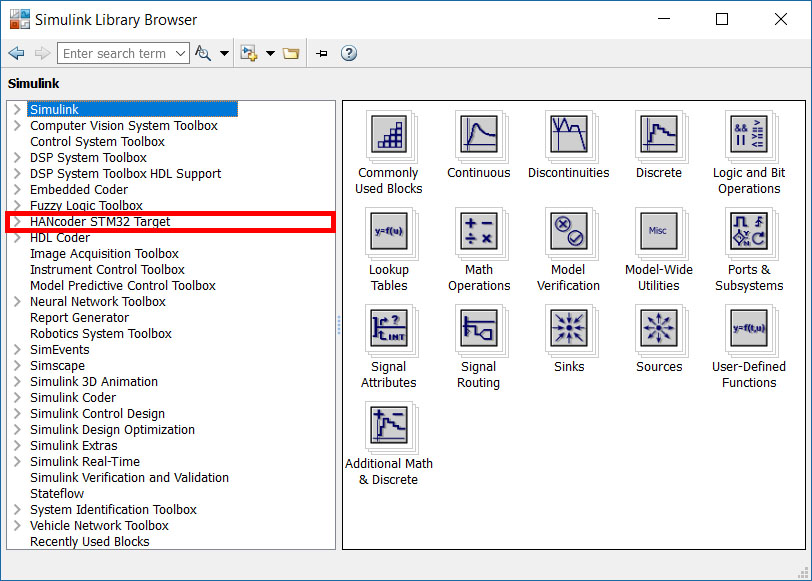 Simulink Library Browser
Enter search term
Simulink
Simulink
Computer Vision System Toolbox
Control System Toolbox
DSP System Toolbox
DSP System Toolbox HDL Support
Embedded Coder
Fuzzy Logic Toolbox
HANcoder STM32 Target
HDL Coder
Image Acquisition Toolbox
Instrument Control Toolbox
Model Predictive Control Toolbox
Neural Network Toolbox
Report Generator
Robotics System Toolbox
SimEvents
Simscape
Simulink 3D Animation
Simulink Coder
Simulink Control Design
Simulink Design Optimization
Simulink Extras
Simulink Real-Time
Simulink Verification and Validation
Stateflow
System Identification Toolbox
Vehicle Network Toolbox
Recently Used Blocks
Commonly
Used Blocks
Continuous
Discontinuities
Discrete
Logic and Bit
Operations
y=f(u)
Lookup
Tables
Math
Operations
Model
Verification
Misc
Model-Wide
Utilities
Ports &
Subsystems
INT
Signal
Attributes
Signal
Routing
Sinks
Sources
y=f(t,u)
User-Defined
Functions
Additional Math
& Discrete